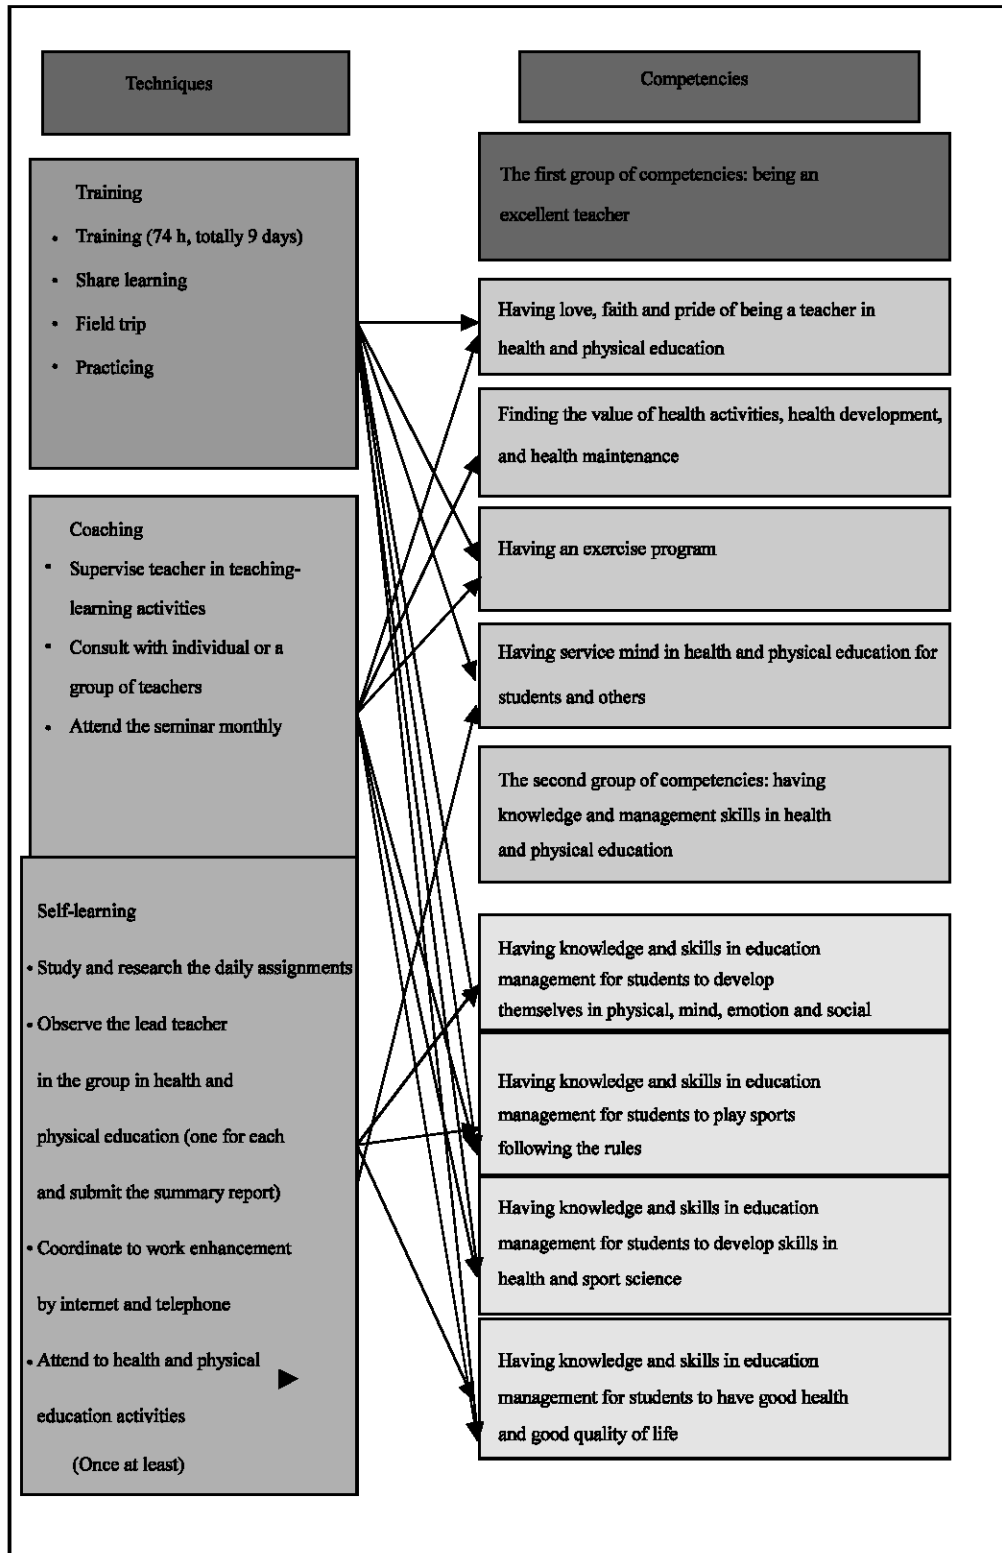 Techniques
Training
• Training (74 h, totally 9 days)
• Share learning
• Field trip
• Practicing
Coaching
• Supervise teacher in teaching-
learning activities
• Consult with individual or a
group of teachers
• Attend the seminar monthly
Self-learning
• Study and research the daily assignments
• Observe the lead teacher
in the group in health and
physical education (one for each
and submit the summary report)
• Coordinate to work enhancement
by internet and telephone
• Attend to health and physical
education activities
(Once at least)
Competencies
The first group of competencies: being an
excellent teacher
Having love, faith and pride of being a teacher in
health and physical education
Finding the value of health activities, health development,
and health maintenance
Having an exercise program
Having service mind in health and physical education for
students and others
The second group of competencies: having
knowledge and management skills in health
and physical education
Having knowledge and skills in education
management for students to develop
themselves in physical, mind, emotion and social
Having knowledge and skills in education
management for students to play sports
following the rules
Having knowledge and skills in education
management for students to develop skills in
health and sport science
Having knowledge and skills in education
management for students to have good health
and good quality of life